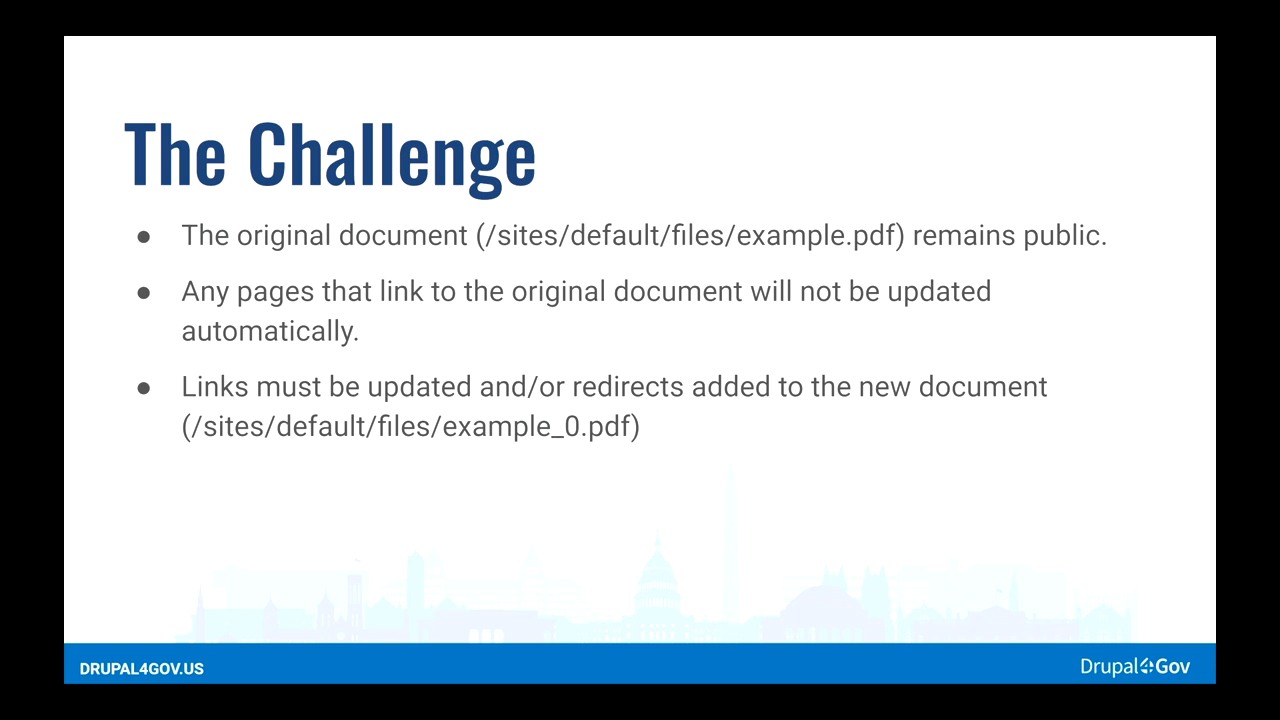 The Challenge
● The original document (/sites/default/files/example.pdf) remains public.
● Any pages that link to the original document will not be updated
automatically.
● Links must be updated and/or redirects added to the new document
(/sites/default/files/example_0.pdf)
DRUPAL4GOV.US
Drupal4Gov